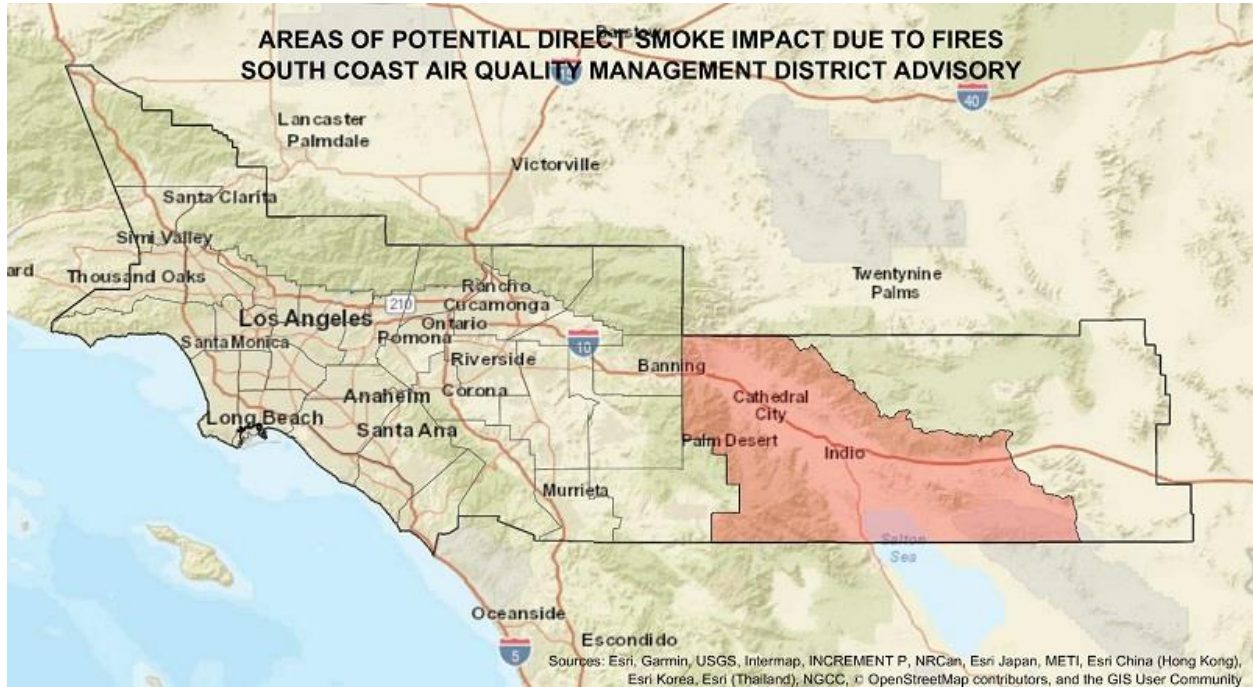 Barstow
AREAS OF POTENTIAL DIRECT SMOKE IMPACT DUE TO FIRES
SOUTH COAST AIR QUALITY MANAGEMENT DISTRICT ADVISORY
15
40
Lancaster
Palmdale
Victorville
Santa Clarita
Simi Valley
ard
Thousand Oaks
Twentynine
Palms
Rancho
Cucamonga
210
Los Angeles
Ontario
Santa Monica
Pomona
10
Riverside
Banning
Anaheim
Corona
Cathedral
City
Long Beach
Santa Ana
Palm Desert
Indio
Murrieta
Salton
Sea
Oceanside
Escondido
5
Sources: Esri, Garmin, USGS, Intermap, INCREMENT P, NRCan, Esri Japan, METI, Esri China (Hong Kong),
Esri Korea, Esri (Thailand), NGCC, © OpenStreetMap contributors, and the GIS User Community